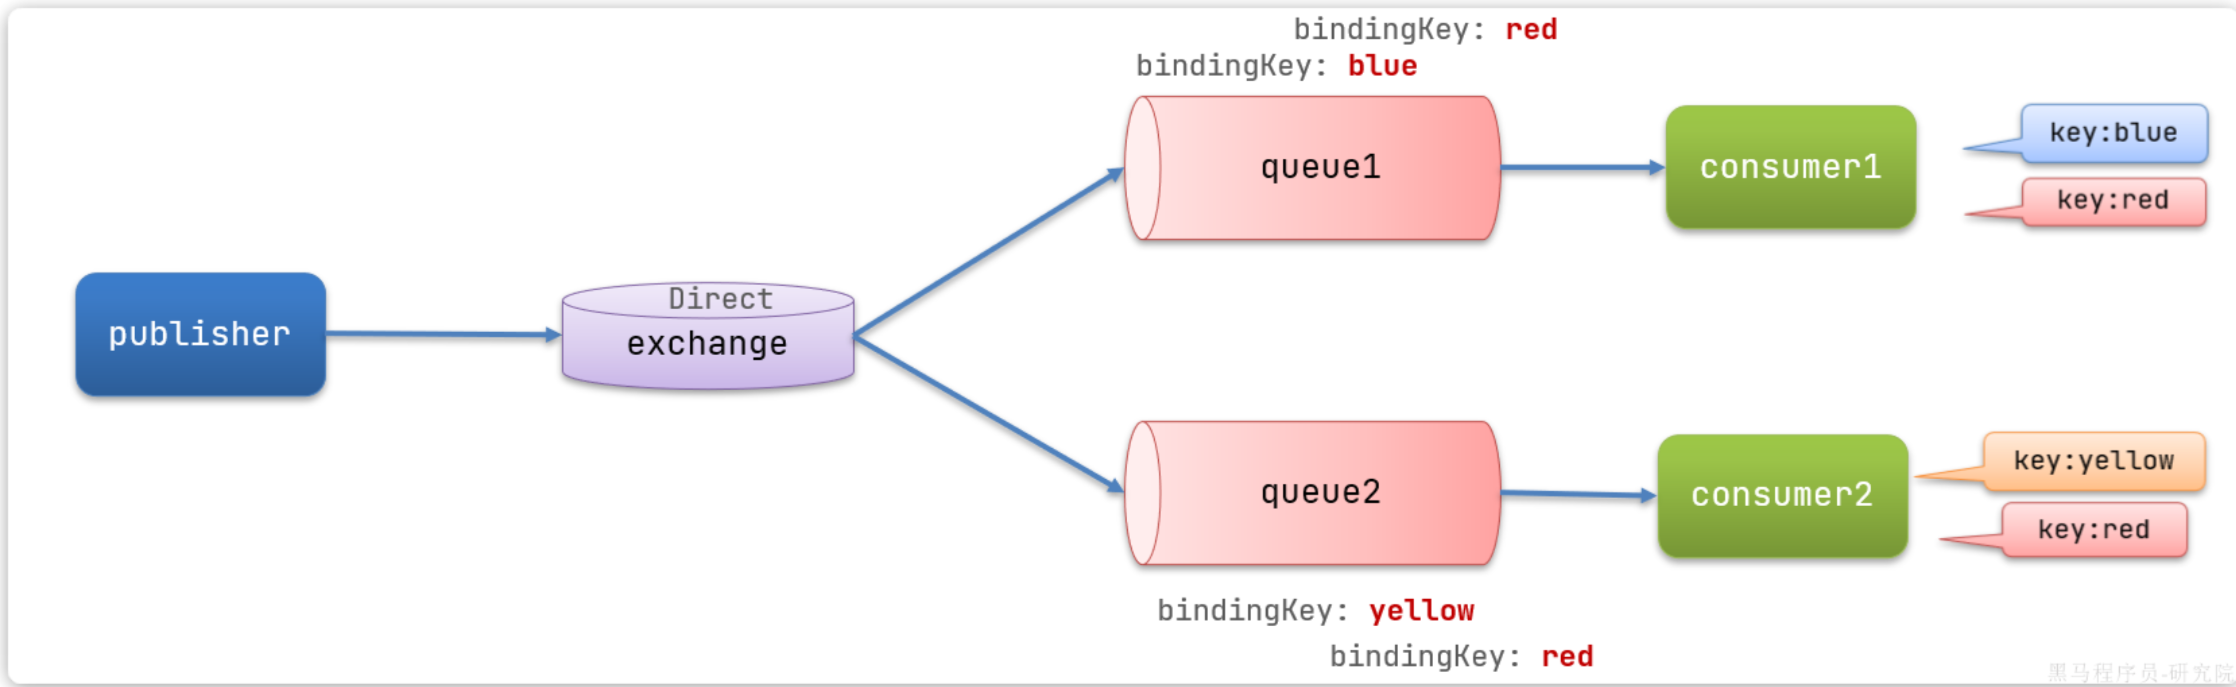 bindingKey: red
bindingKey: blue
queue1
consumer1
key:blue
key:red
publisher
Direct
exchange
queue2
consumer2
key:yellow
key:red
bindingKey: yellow
bindingKey: red
黑马程序员-研究院